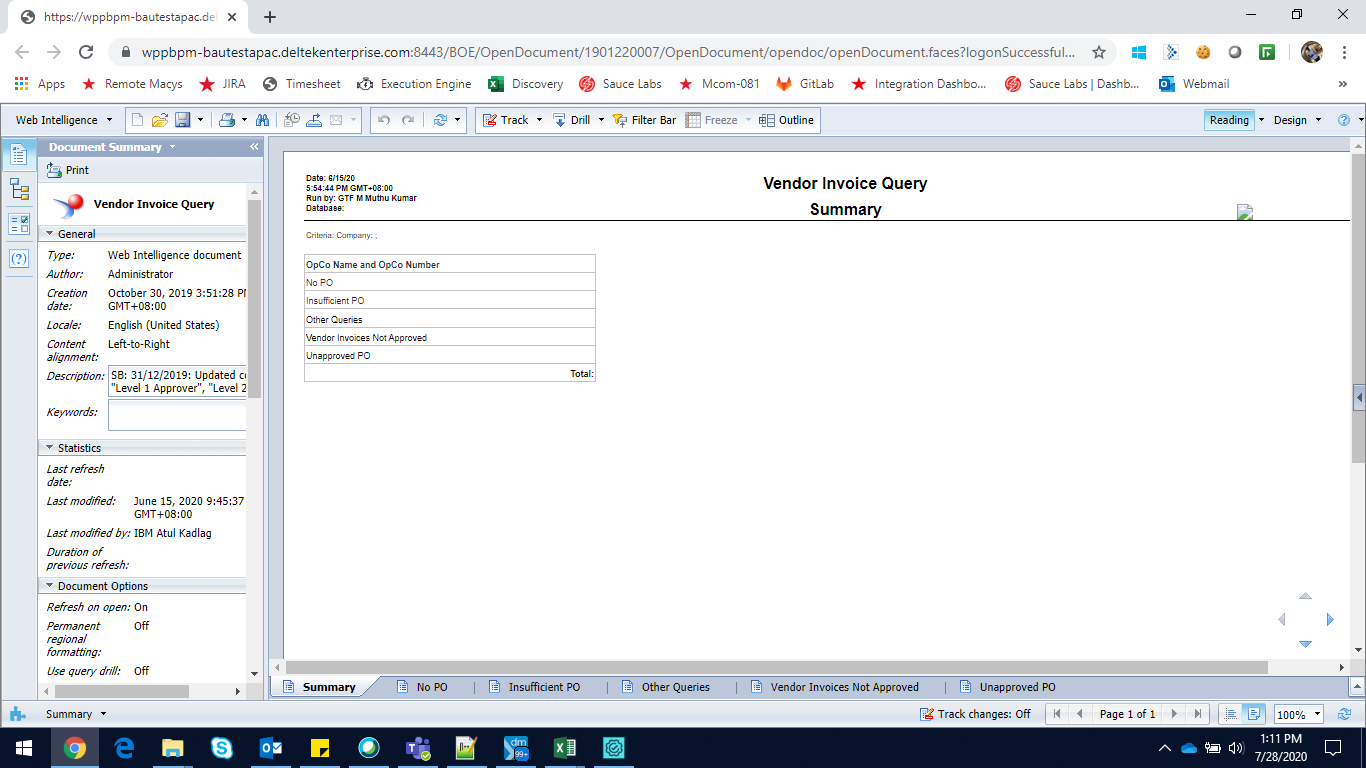 https://wppbpm-bautestapac.del
wppbpm-bautestapac.deltekenterprise.com:8443/BOE/OpenDocument/1901220007/OpenDocument/opendoc/openDocument.faces?logonSuccessful...
Apps Remote Macys JIRA Timesheet Execution Engine Discovery Sauce Labs Mcom-081 GitLab Integration Dashbo... Sauce Labs | Dashb... Webmail »
Web Intelligence Track Drill Filter Bar Freeze Outline Reading Design
Document Summary «
Print
Vendor Invoice Query
General
Type: Web Intelligence document
Author: Administrator
Creation date: October 30, 2019 3:51:28 PM
GMT+08:00
Locale: English (United States)
Content alignment: Left-to-Right
Description: SB: 31/12/2019: Updated co
"Level 1 Approver", "Level 2
Keywords:
Statistics
Last refresh date:
Last modified: June 15, 2020 9:45:37
GMT+08:00
Last modified by: IBM Atul Kadlag
Duration of previous refresh:
Document Options
Refresh on open: On
Permanent regional formatting: Off
Use query drill: Off
Date: 6/15/20
5:54:44 PM GMT+08:00
Run by: GTF M Muthu Kumar
Database:
Vendor Invoice Query
Summary
Criteria: Company: ;
OpCo Name and OpCo Number
No PO
Insufficient PO
Other Queries
Vendor Invoices Not Approved
Unapproved PO
Total:
Summary No PO Insufficient PO Other Queries Vendor Invoices Not Approved Unapproved PO
Summary Track changes: Off Page 1 of 1 100%
99+
1:11 PM
7/28/2020